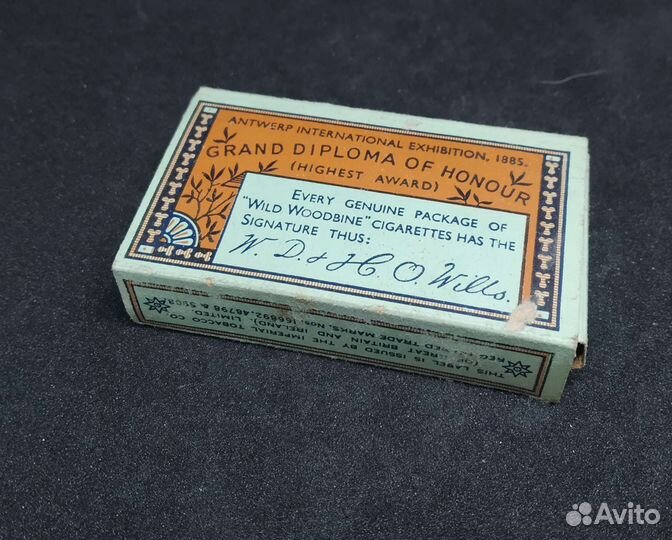 ANTWERP INTERNATIONAL EXHIBITION, 1885.
GRAND DIPLOMA OF HONOUR
(HIGHEST AWARD)
EVERY GENUINE PACKAGE OF
"WILD WOODBINE" CIGARETTES HAS THE
SIGNATURE THUS:
W. D. & H. O. Wills.
THIS LABEL IS ISSUED BY THE IMPERIAL TOBACCO CO
(OF GREAT BRITAIN AND IRELAND), LIMITED
REG TRADE MARKS, Nos
Avito